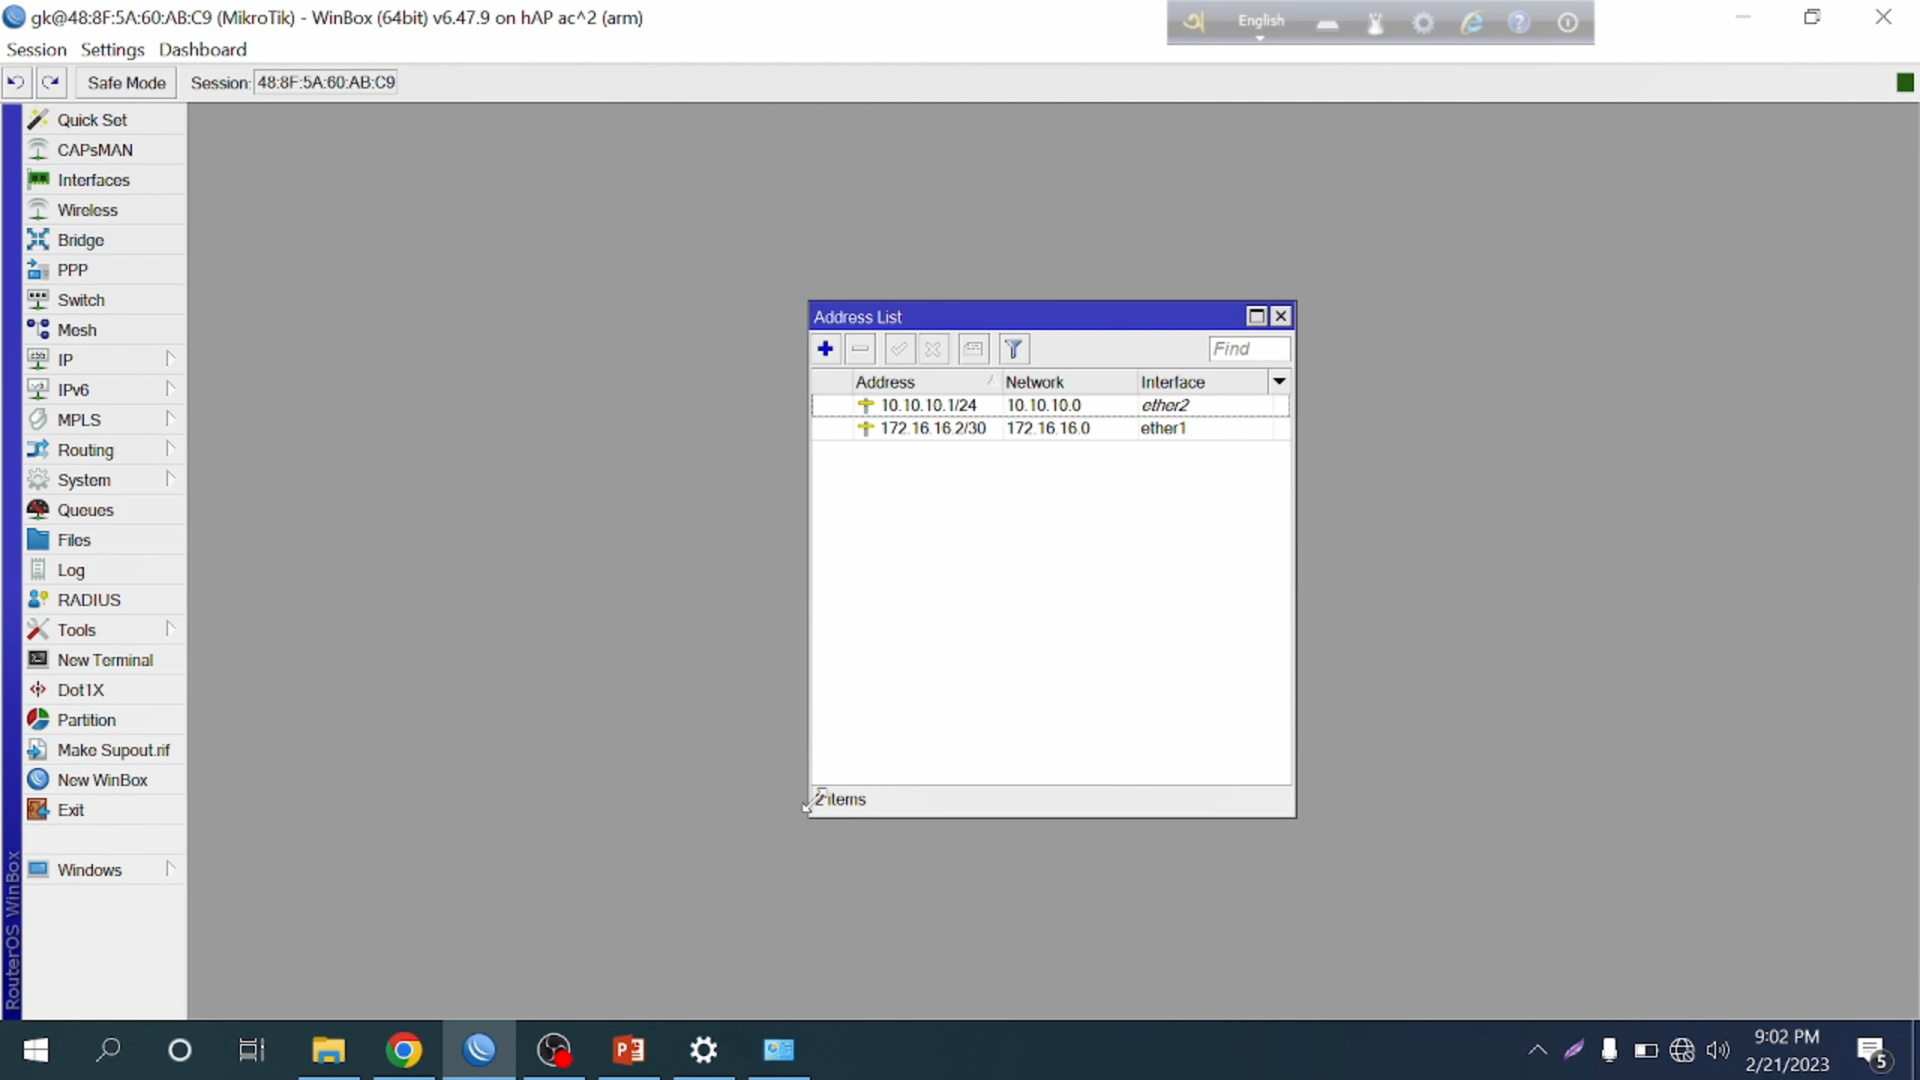 gk@48:8F:5A:60:AB:C9 (MikroTik) - WinBox (64bit) v6.47.9 on hAP ac^2 (arm)
অ English
Session Settings Dashboard
Safe Mode Session: 48:8F:5A:60:AB:C9
Quick Set
CAPsMAN
Interfaces
Wireless
Bridge
PPP
Switch
Mesh
IP
IPv6
MPLS
Routing
System
Queues
Files
Log
RADIUS
Tools
New Terminal
Dot1X
Partition
Make Supout.rif
New WinBox
Exit
Windows
RouterOS WinBox
Address List
Find
Address Network Interface
10.10.10.1/24 10.10.10.0 ether2
172.16.16.2/30 172.16.16.0 ether1
2 items
9:02 PM
2/21/2023
5